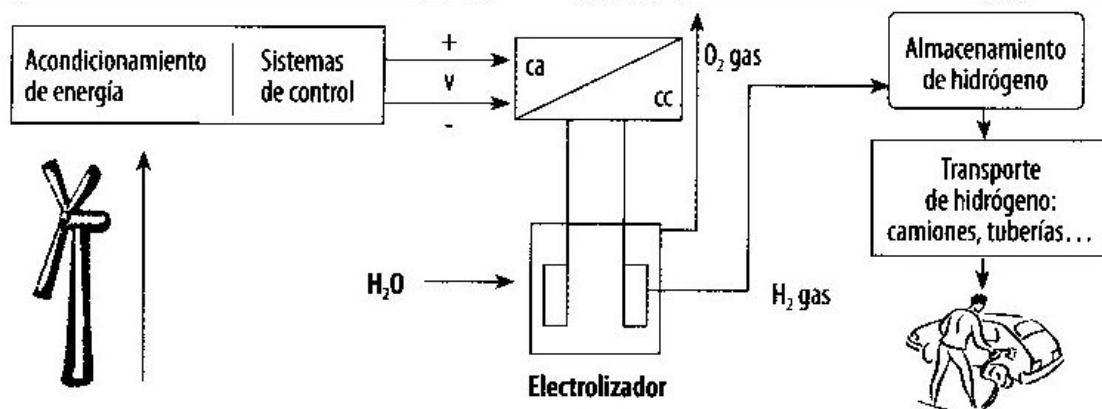 Acondicionamiento
de energía
Sistemas
de control
+
v
-
ca
cc
O₂ gas
Almacenamiento
de hidrógeno
Transporte
de hidrógeno:
camiones, tuberías...
H₂O
H₂ gas
Electrolizador